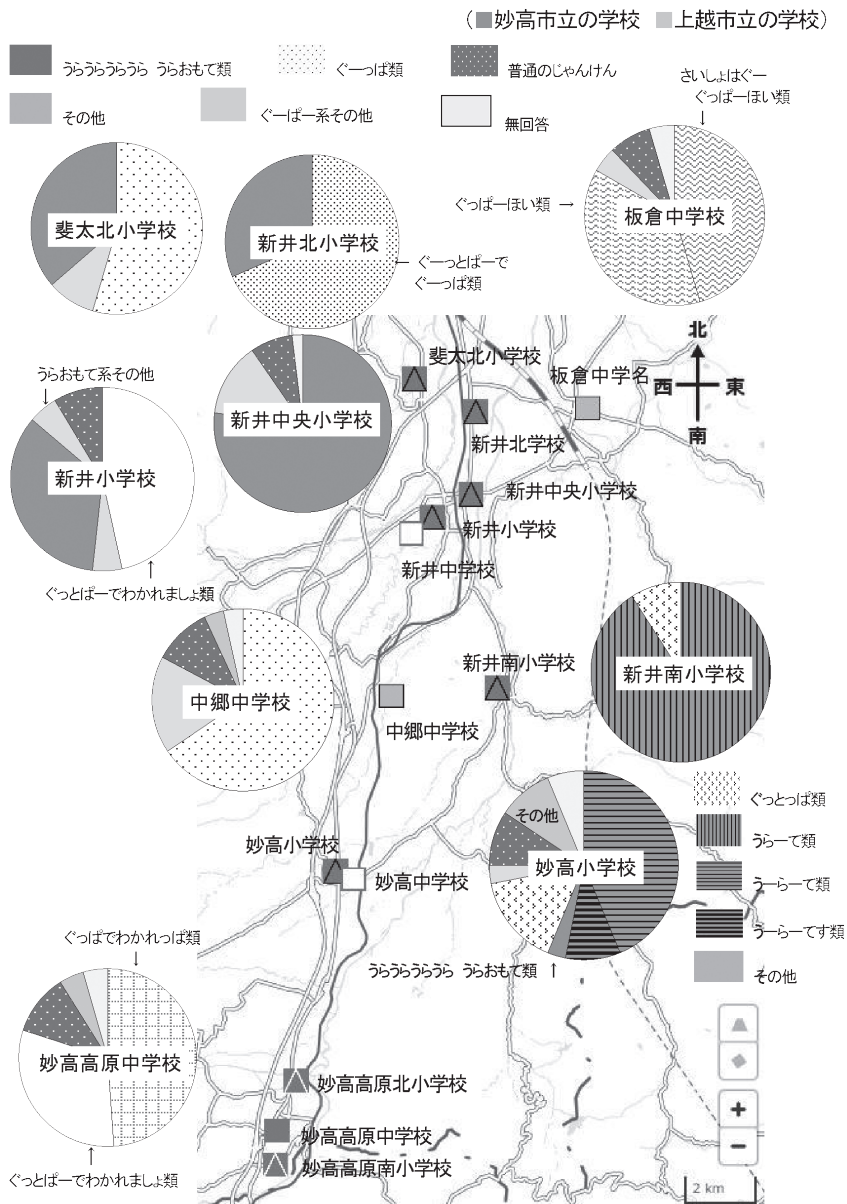 （■妙高市立の学校 ■上越市立の学校）
うらうらうらうら うらおもて類
ぐーっぱ類
普通のじゃんけん
その他
ぐーぱー系その他
無回答
さいしょはぐー
ぐっぱーほい類
↓
斐太北小学校
新井北小学校
ぐっぱーほい類 →
板倉中学校
← ぐーっとぱーで
ぐーっぱ類
北
西 東
南
斐太北小学校
板倉中学名
うらおもて系その他
↓
新井中央小学校
新井北学校
新井小学校
新井中央小学校
新井小学校
新井中学校
↑
ぐっとぱーでわかれましょ類
新井南小学校
新井南小学校
中郷中学校
中郷中学校
ぐっとっぱ類
その他
うらーて類
妙高小学校
妙高小学校
妙高中学校
うーらーて類
うーらーてす類
ぐっぱでわかれっぱ類
↓
うらうらうらうら うらおもて類 ↑
その他
妙高高原中学校
妙高高原北小学校
+
−
妙高高原中学校
妙高高原南小学校
↑
ぐっとぱーでわかれましょ類
2 km